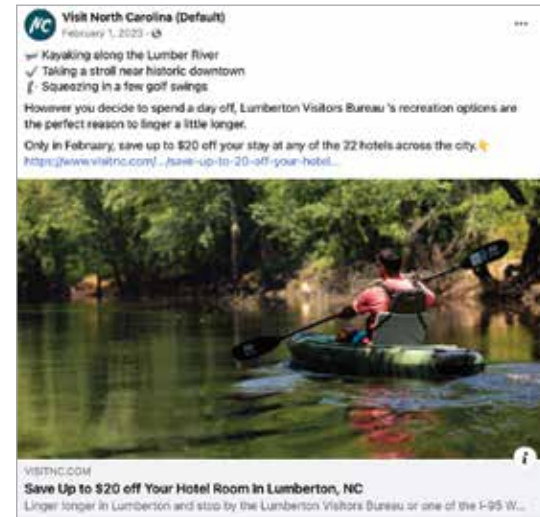 NC
Visit North Carolina (Default)
February 1, 2023
Kayaking along the Lumber River
✓ Taking a stroll near historic downtown
Squeezing in a few golf swings
However you decide to spend a day off, Lumberton Visitors Bureau 's recreation options are
the perfect reason to linger a little longer.
Only in February, save up to $20 off your stay at any of the 22 hotels across the city.👇
https://www.visitnc.com/.../save-up-to-20-off-your-hotel...
VISITNC.COM
Save Up to $20 off Your Hotel Room in Lumberton, NC
Linger longer in Lumberton and stop by the Lumberton Visitors Bureau or one of the I-95 W...